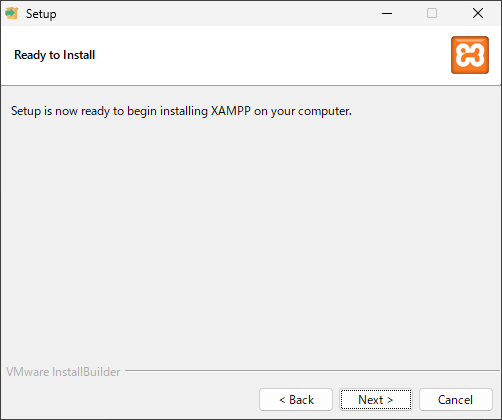 Setup
Ready to Install
Setup is now ready to begin installing XAMPP on your computer.
VMware InstallBuilder
< Back
Next >
Cancel